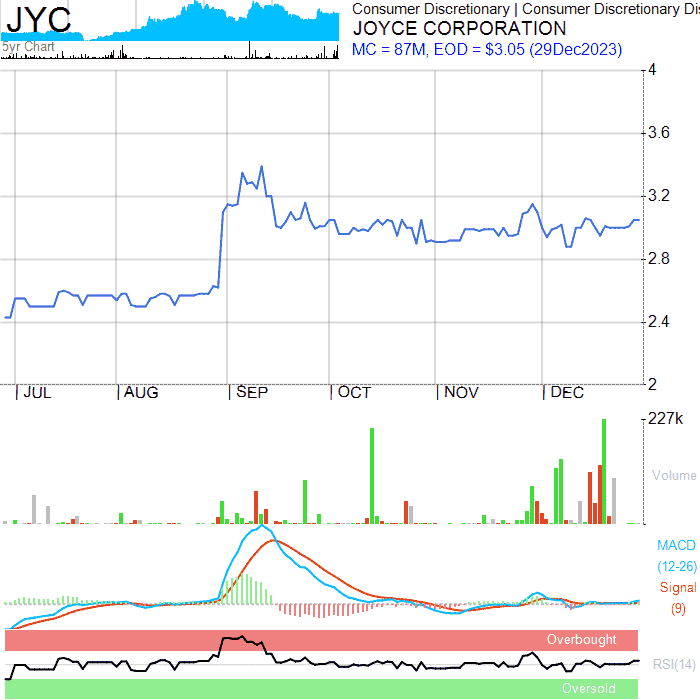 JYC
5yr Chart
Consumer Discretionary | Consumer Discretionary Dis
JOYCE CORPORATION
MC = 87M, EOD = $3.05 (29Dec2023)
4
3.6
3.2
2.8
2.4
2
JUL AUG SEP OCT NOV DEC
227k
Volume
MACD
(12-26)
Signal
(9)
Overbought
RSI(14)
Oversold